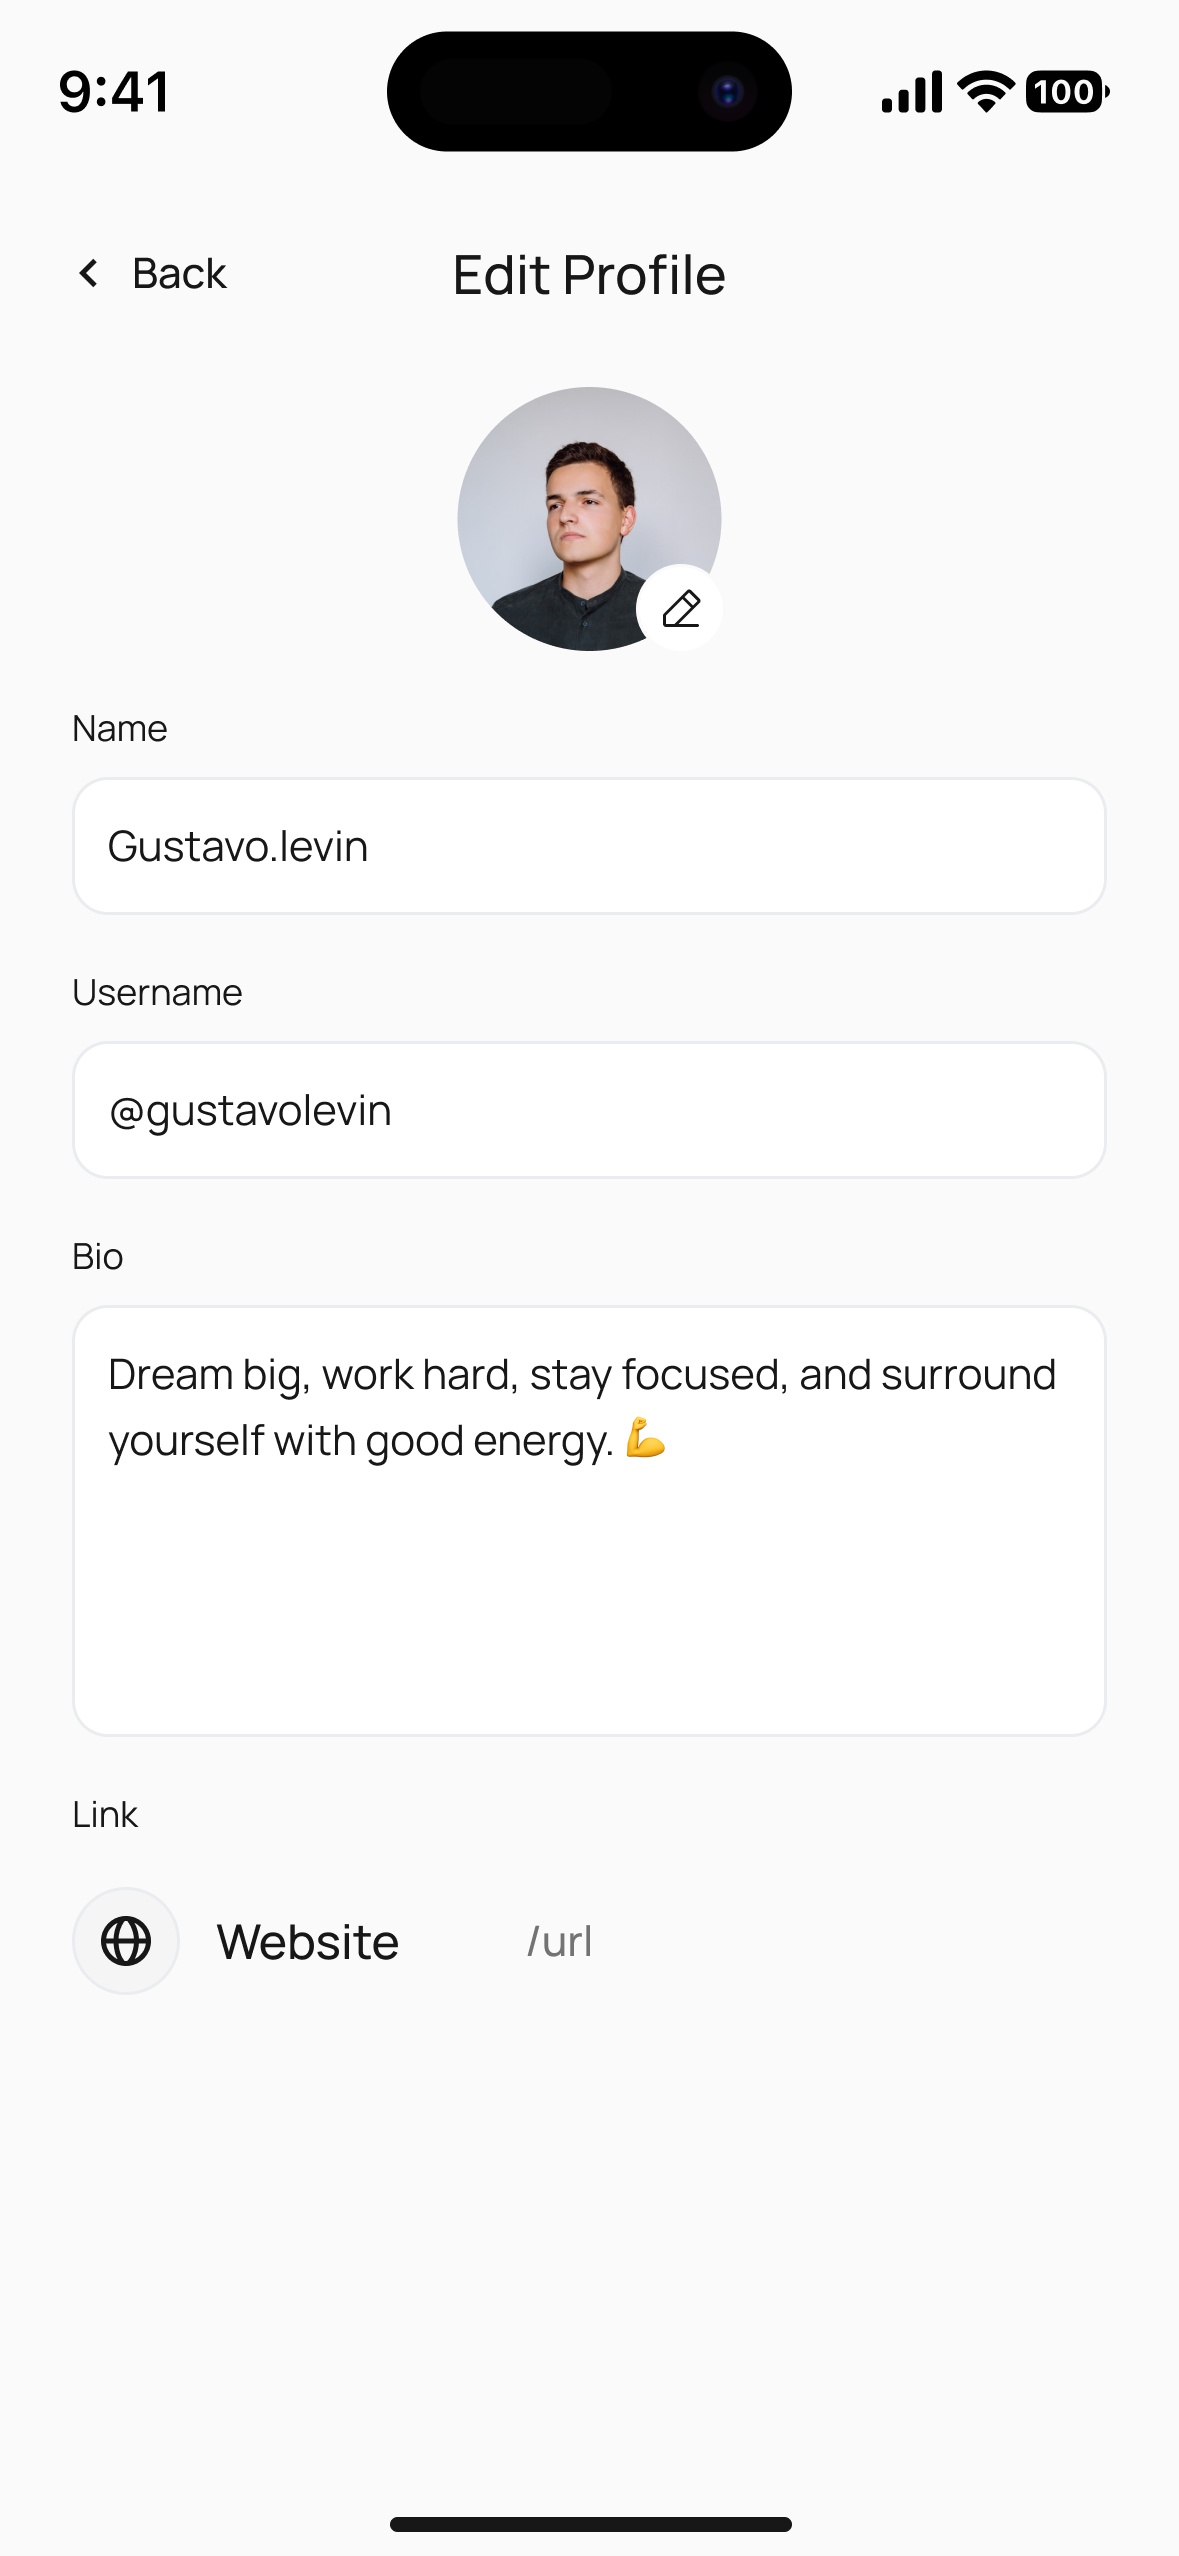 9:41
100
Back
Edit Profile
Name
Gustavo.levin
Username
@gustavolevin
Bio
Dream big, work hard, stay focused, and surround
yourself with good energy. 💪
Link
Website /url